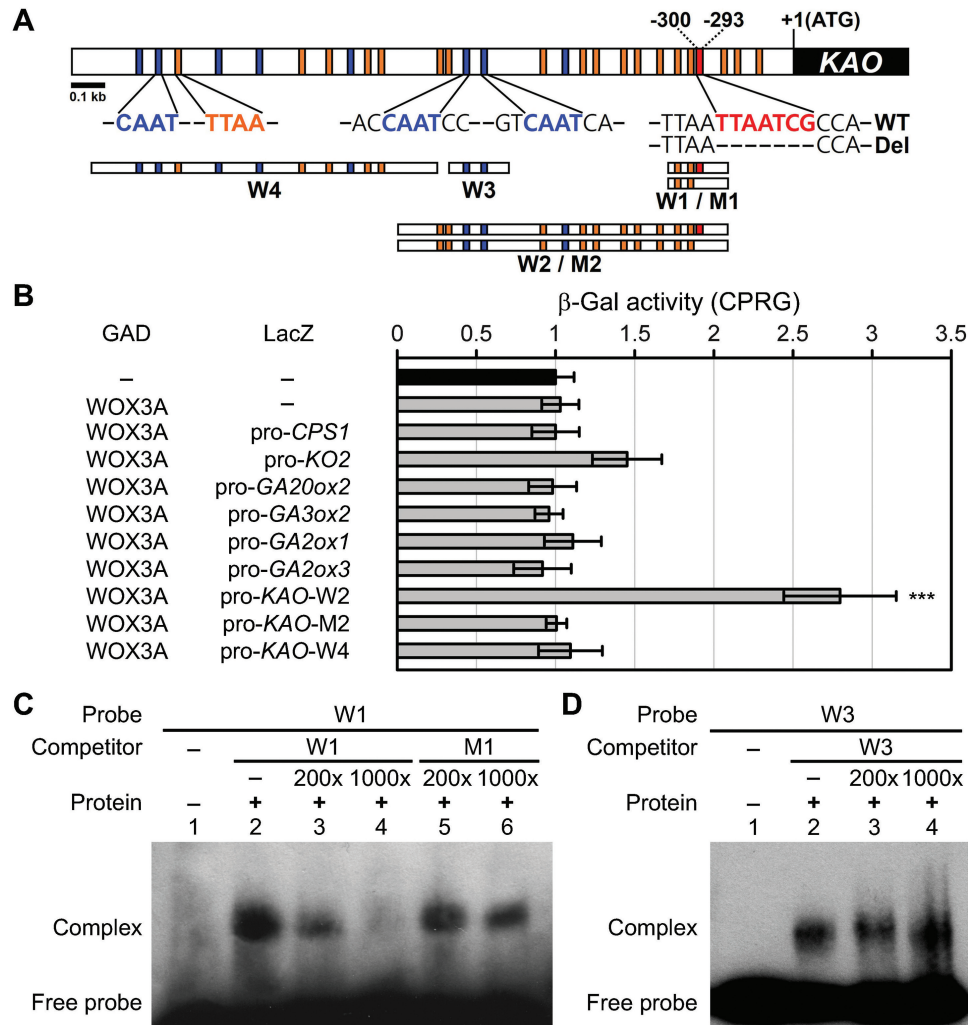 A
-300 -293 +1(ATG)
KAO
0.1 kb
–CAAT––TTAA– –ACCAATCC––GTCAATCA– –TTAATTAATCGCCA– WT
–TTAA-------CCA– Del
W4 W3 W1 / M1
W2 / M2
B
β-Gal activity (CPRG)
GAD LacZ 0 0.5 1 1.5 2 2.5 3 3.5
– –
WOX3A –
WOX3A pro-CPS1
WOX3A pro-KO2
WOX3A pro-GA20ox2
WOX3A pro-GA3ox2
WOX3A pro-GA2ox1
WOX3A pro-GA2ox3
WOX3A pro-KAO-W2 ***
WOX3A pro-KAO-M2
WOX3A pro-KAO-W4
C
Probe W1
Competitor – W1 M1
– 200x 1000x 200x 1000x
Protein – + + + + +
1 2 3 4 5 6
Complex
Free probe
D
Probe W3
Competitor – W3
– 200x 1000x
Protein – + + +
1 2 3 4
Complex
Free probe